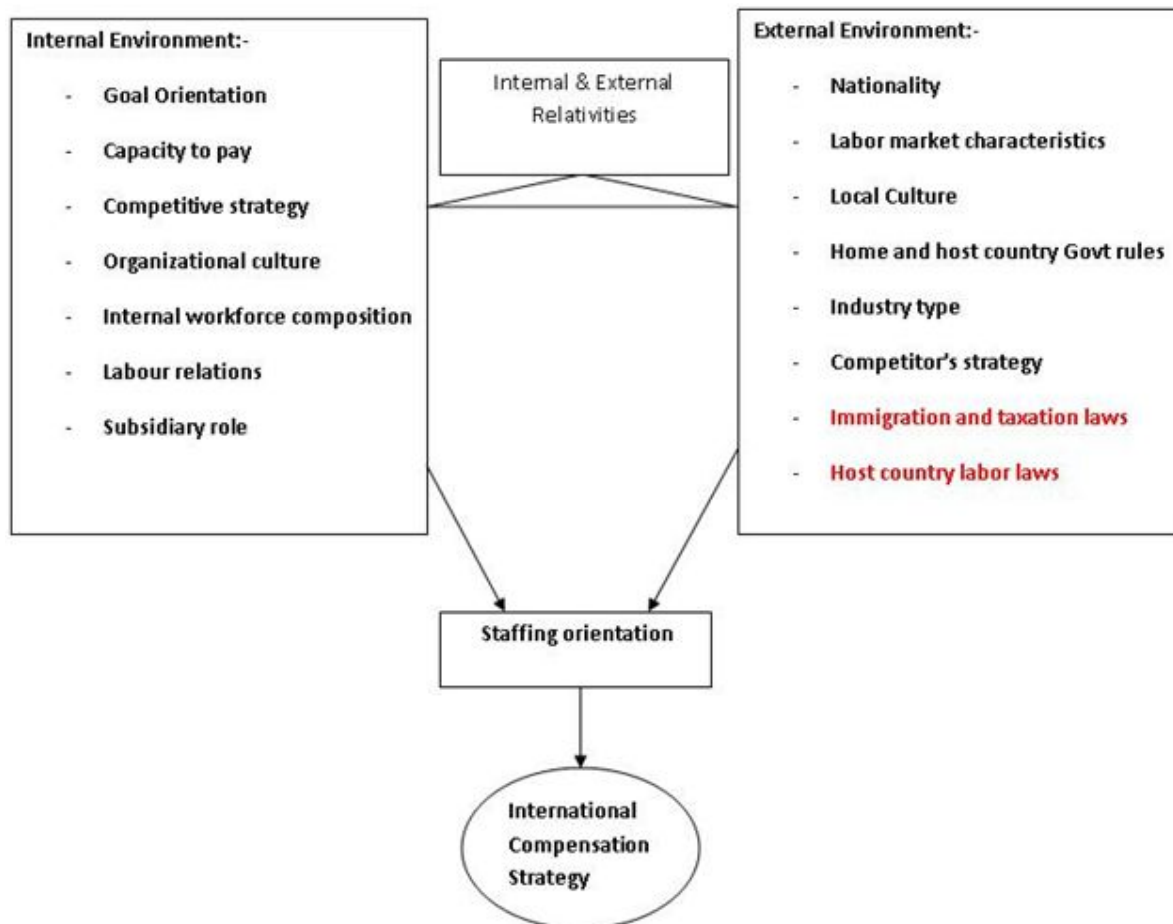 Internal Environment:-
- Goal Orientation
- Capacity to pay
- Competitive strategy
- Organizational culture
- Internal workforce composition
- Labour relations
- Subsidiary role
Internal & External
Relativities
External Environment:-
- Nationality
- Labor market characteristics
- Local Culture
- Home and host country Govt rules
- Industry type
- Competitor's strategy
- Immigration and taxation laws
- Host country labor laws
Staffing orientation
International
Compensation
Strategy